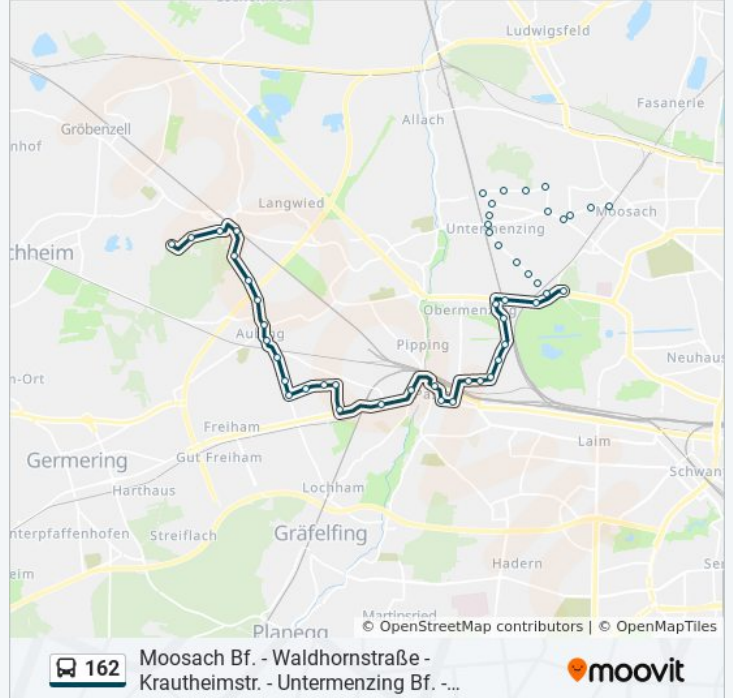 Ludwigsfeld
Fasanerie
Allach
Gröbenzell
nhof
Langwied
Moosach
Untermenzing
chheim
Obermenzing
Aubing
Pipping
Neuhaus
n-Ort
Freiham
Laim
Germering
Gut Freiham
Schwan
Harthaus
Lochham
nterpfaffenhofen
Streiflach
Gräfelfing
Hadern
Sen
eim
Martinsried
© OpenStreetMap contributors | © OpenMapTiles
Planegg
162
Moosach Bf. - Waldhornstraße -
Krautheimstr. - Untermenzing Bf. -...
moovit